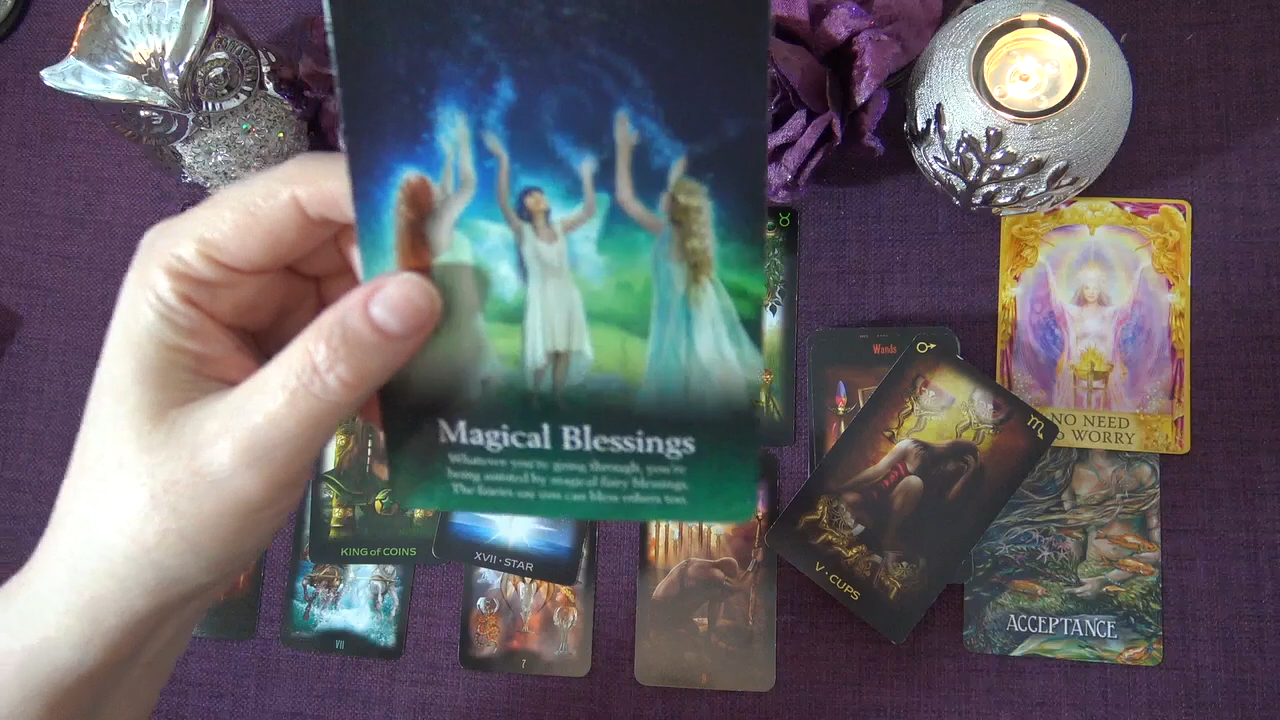 Magical Blessings
Whatever you're going through, you're
being assisted by magical fairy blessings.
The fairies say you can bless others too.
Wands
NO NEED
TO WORRY
KING of COINS
XVII · STAR
V · CUPS
ACCEPTANCE
VII
7
9